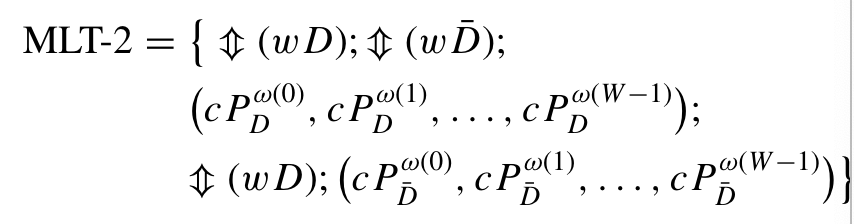 MLT-2 = { ⇕ (wD); ⇕ (wD̄);
(cP_D^{ω(0)}, cP_D^{ω(1)}, ..., cP_D^{ω(W−1)});
⇕ (wD); (cP_D̄^{ω(0)}, cP_D̄^{ω(1)}, ..., cP_D̄^{ω(W−1)})}